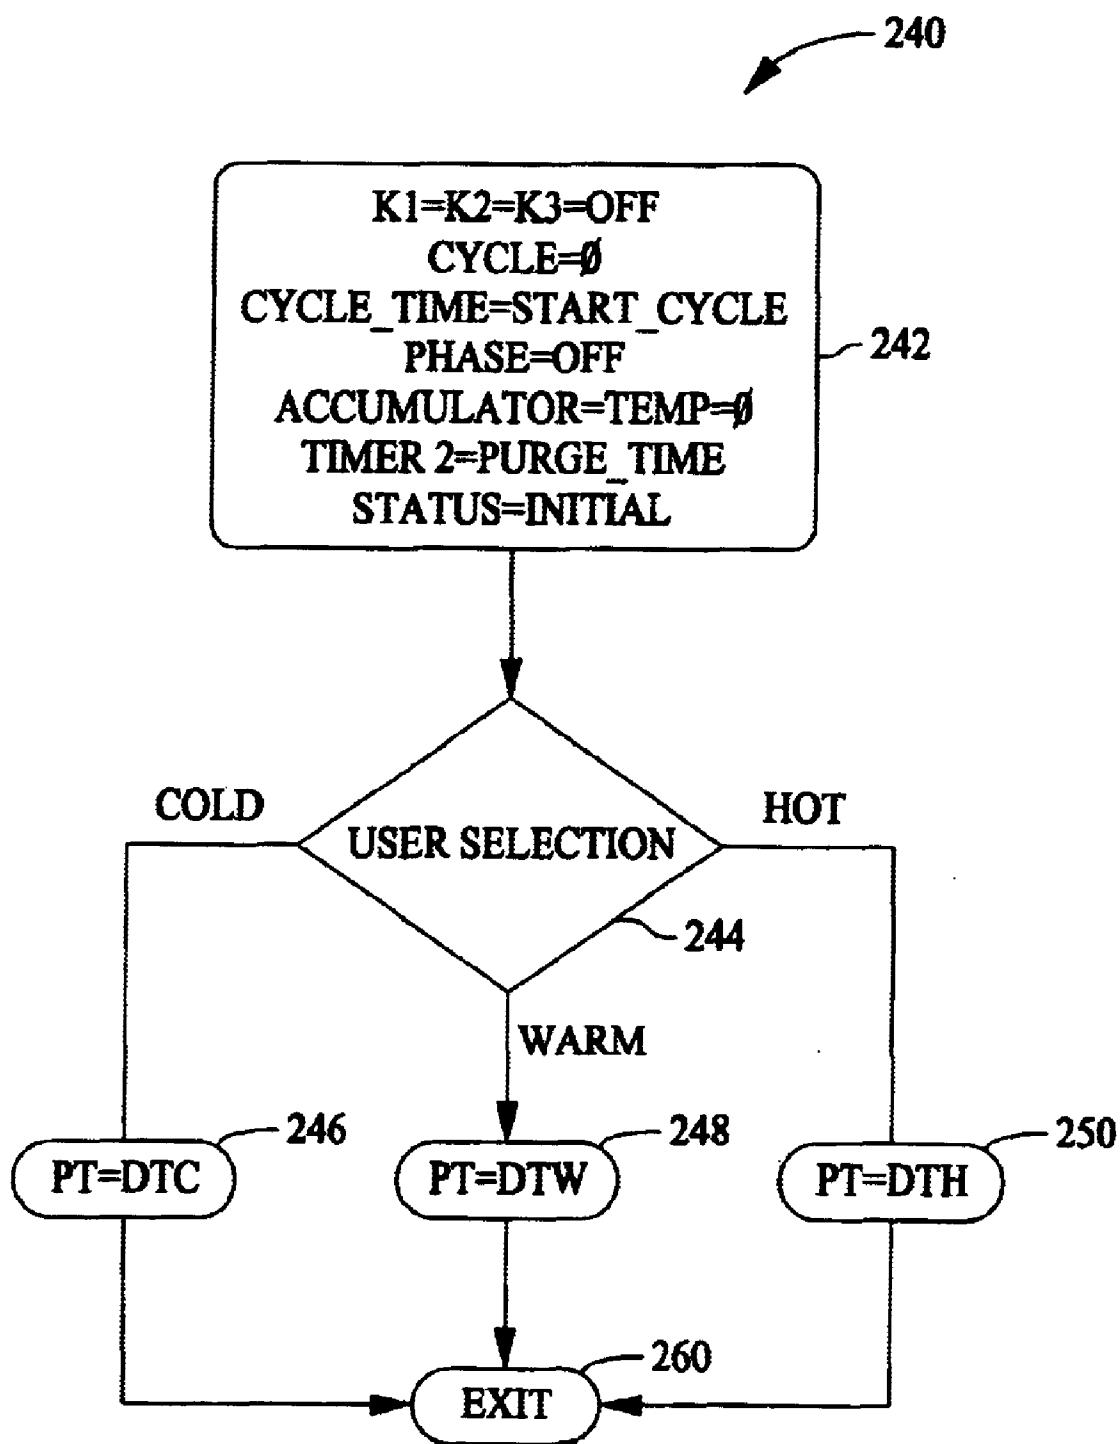 240
K1=K2=K3=OFF
CYCLE=Ø
CYCLE_TIME=START_CYCLE
PHASE=OFF
ACCUMULATOR=TEMP=Ø
TIMER 2=PURGE_TIME
STATUS=INITIAL
242
COLD
USER SELECTION
HOT
244
WARM
246
248
250
PT=DTC
PT=DTW
PT=DTH
260
EXIT